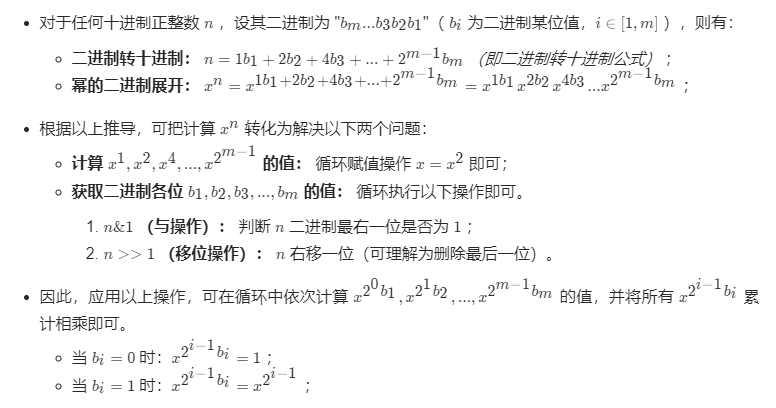 • 对于任何十进制正整数 n ，设其二进制为 "b_m...b_3b_2b_1"（ b_i 为二进制某位值，i ∈ [1, m] ），则有：
○ 二进制转十进制： n = 1b_1 + 2b_2 + 4b_3 + ... + 2^{m-1}b_m （即二进制转十进制公式） ；
○ 幂的二进制展开： x^n = x^{1b_1+2b_2+4b_3+...+2^{m-1}b_m} = x^{1b_1}x^{2b_2}x^{4b_3}...x^{2^{m-1}b_m} ；
• 根据以上推导，可把计算 x^n 转化为解决以下两个问题：
○ 计算 x^1, x^2, x^4, ..., x^{2^{m-1}} 的值： 循环赋值操作 x = x^2 即可；
○ 获取二进制各位 b_1, b_2, b_3, ..., b_m 的值： 循环执行以下操作即可。
1. n&1 （与操作）： 判断 n 二进制最右一位是否为 1 ；
2. n >> 1 （移位操作）： n 右移一位（可理解为删除最后一位）。
• 因此，应用以上操作，可在循环中依次计算 x^{2^0b_1}, x^{2^1b_2}, ..., x^{2^{m-1}b_m} 的值，并将所有 x^{2^{i-1}b_i} 累
计相乘即可。
○ 当 b_i = 0 时：x^{2^{i-1}b_i} = 1 ；
○ 当 b_i = 1 时：x^{2^{i-1}b_i} = x^{2^{i-1}} ；